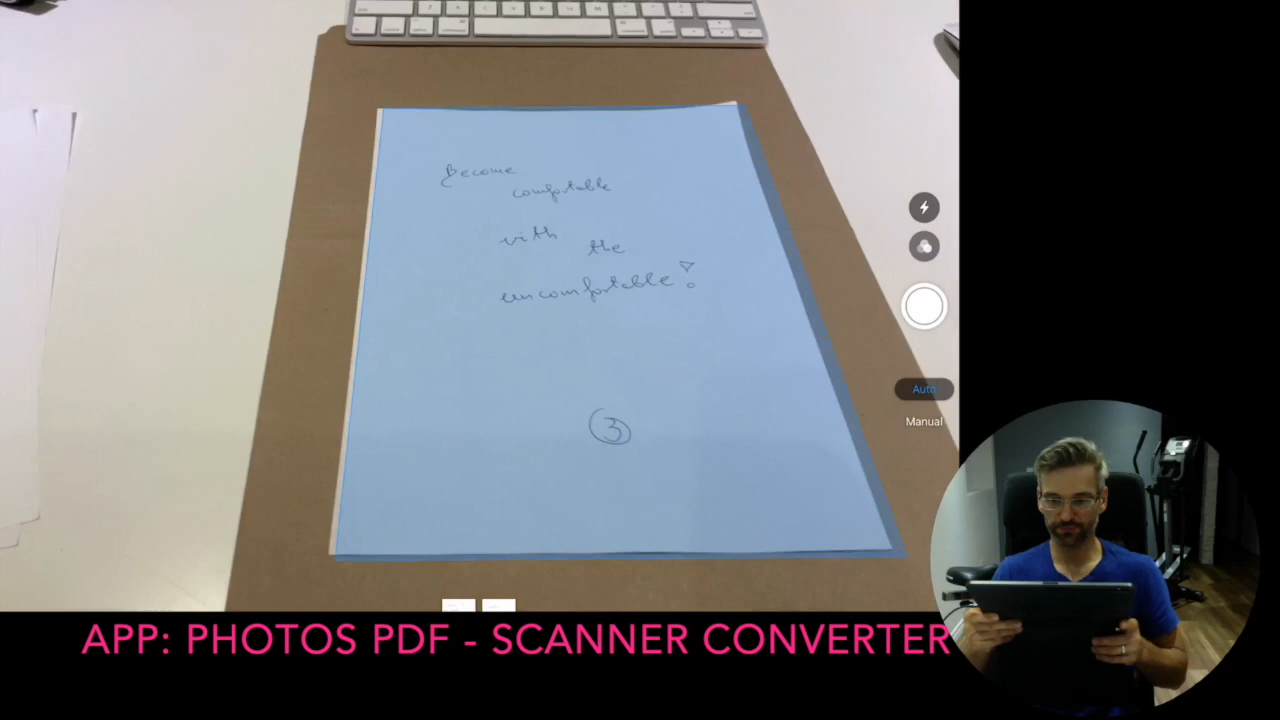 Become
comfortable
with the
uncomfortable!
3
Auto
Manual
APP: PHOTOS PDF - SCANNER CONVERTER